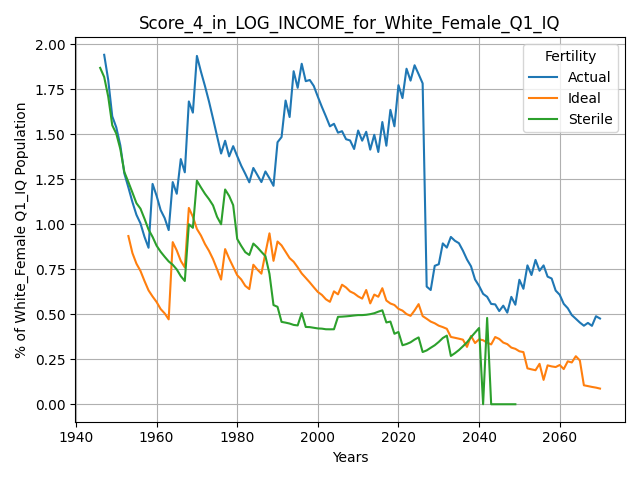 Score_4_in_LOG_INCOME_for_White_Female_Q1_IQ
% of White_Female Q1_IQ Population
2.00
1.75
1.50
1.25
1.00
0.75
0.50
0.25
0.00
Fertility
Actual
Ideal
Sterile
1940 1960 1980 2000 2020 2040 2060
Years